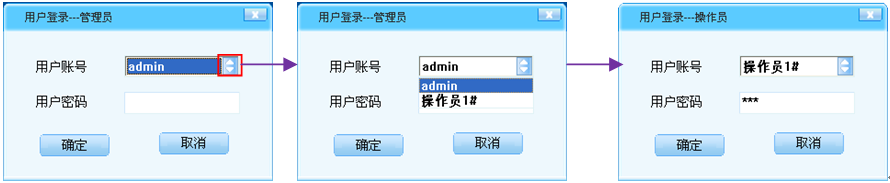 用户登录---管理员
用户账号 admin
用户密码
确定 取消
用户登录---管理员
用户账号 admin
admin
操作员1#
用户密码
确定 取消
用户登录---操作员
用户账号 操作员1#
用户密码 ***
确定 取消